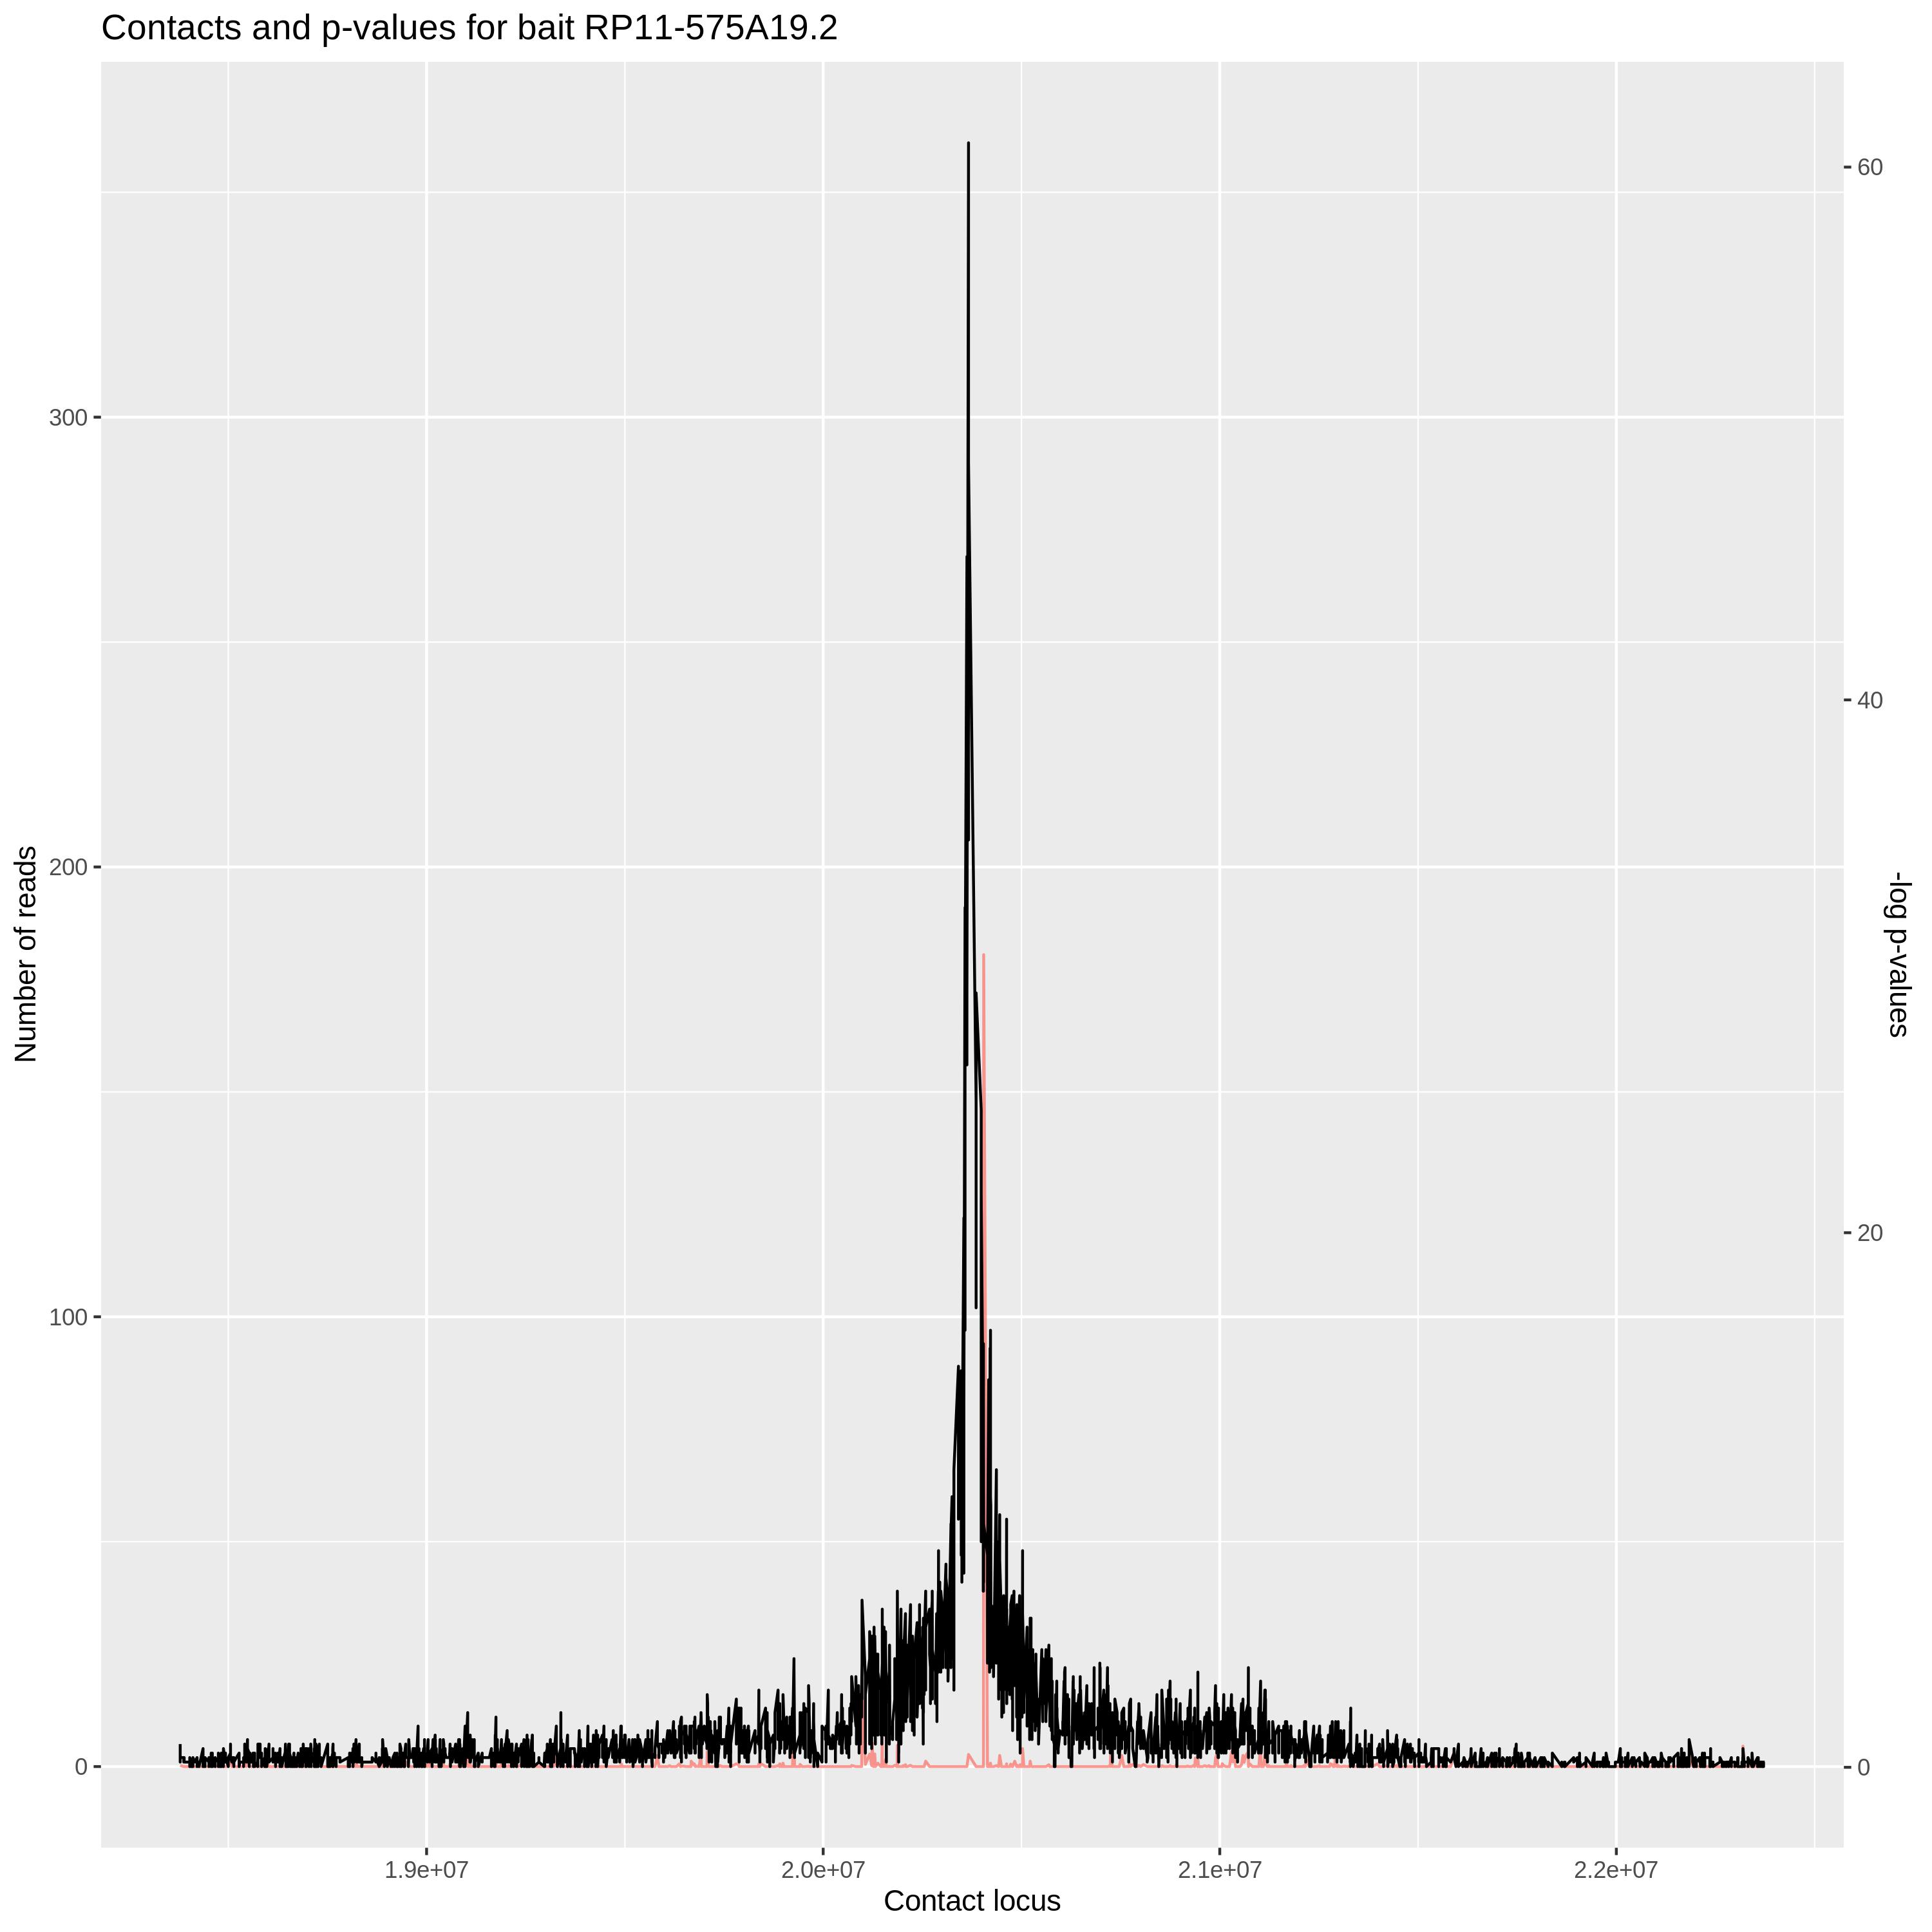 Contacts and p-values for bait RP11-575A19.2
60
300
40
Number of reads
200
-log p-values
20
100
0
0
1.9e+07
2.0e+07
2.1e+07
2.2e+07
Contact locus